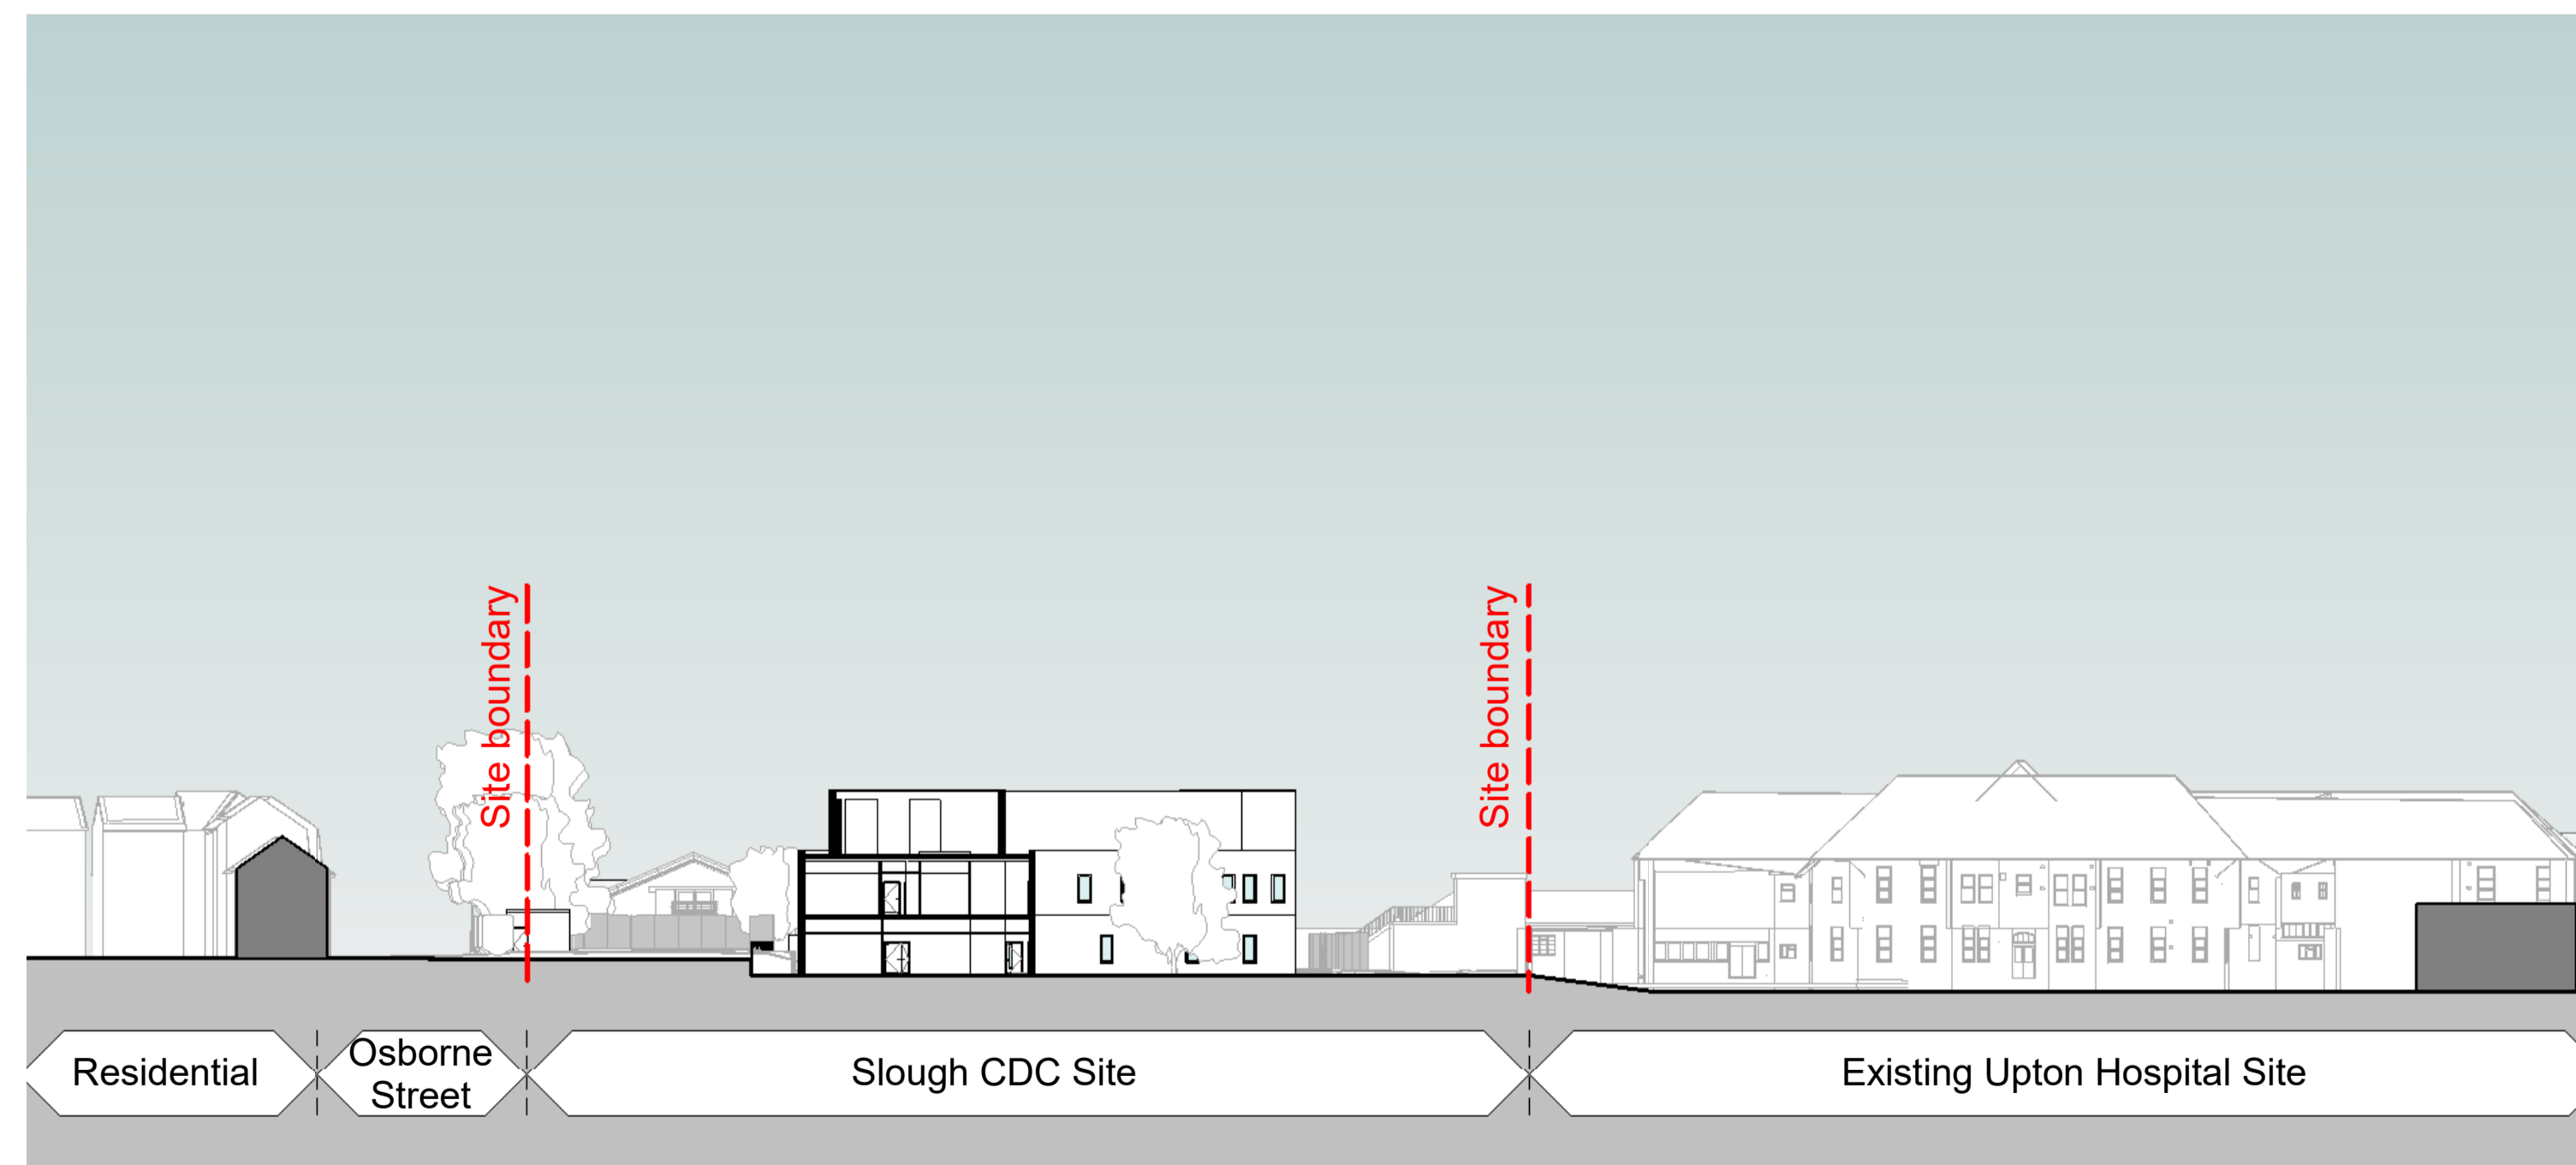 Site boundary
Site boundary
Residential
Osborne
Street
Slough CDC Site
Existing Upton Hospital Site